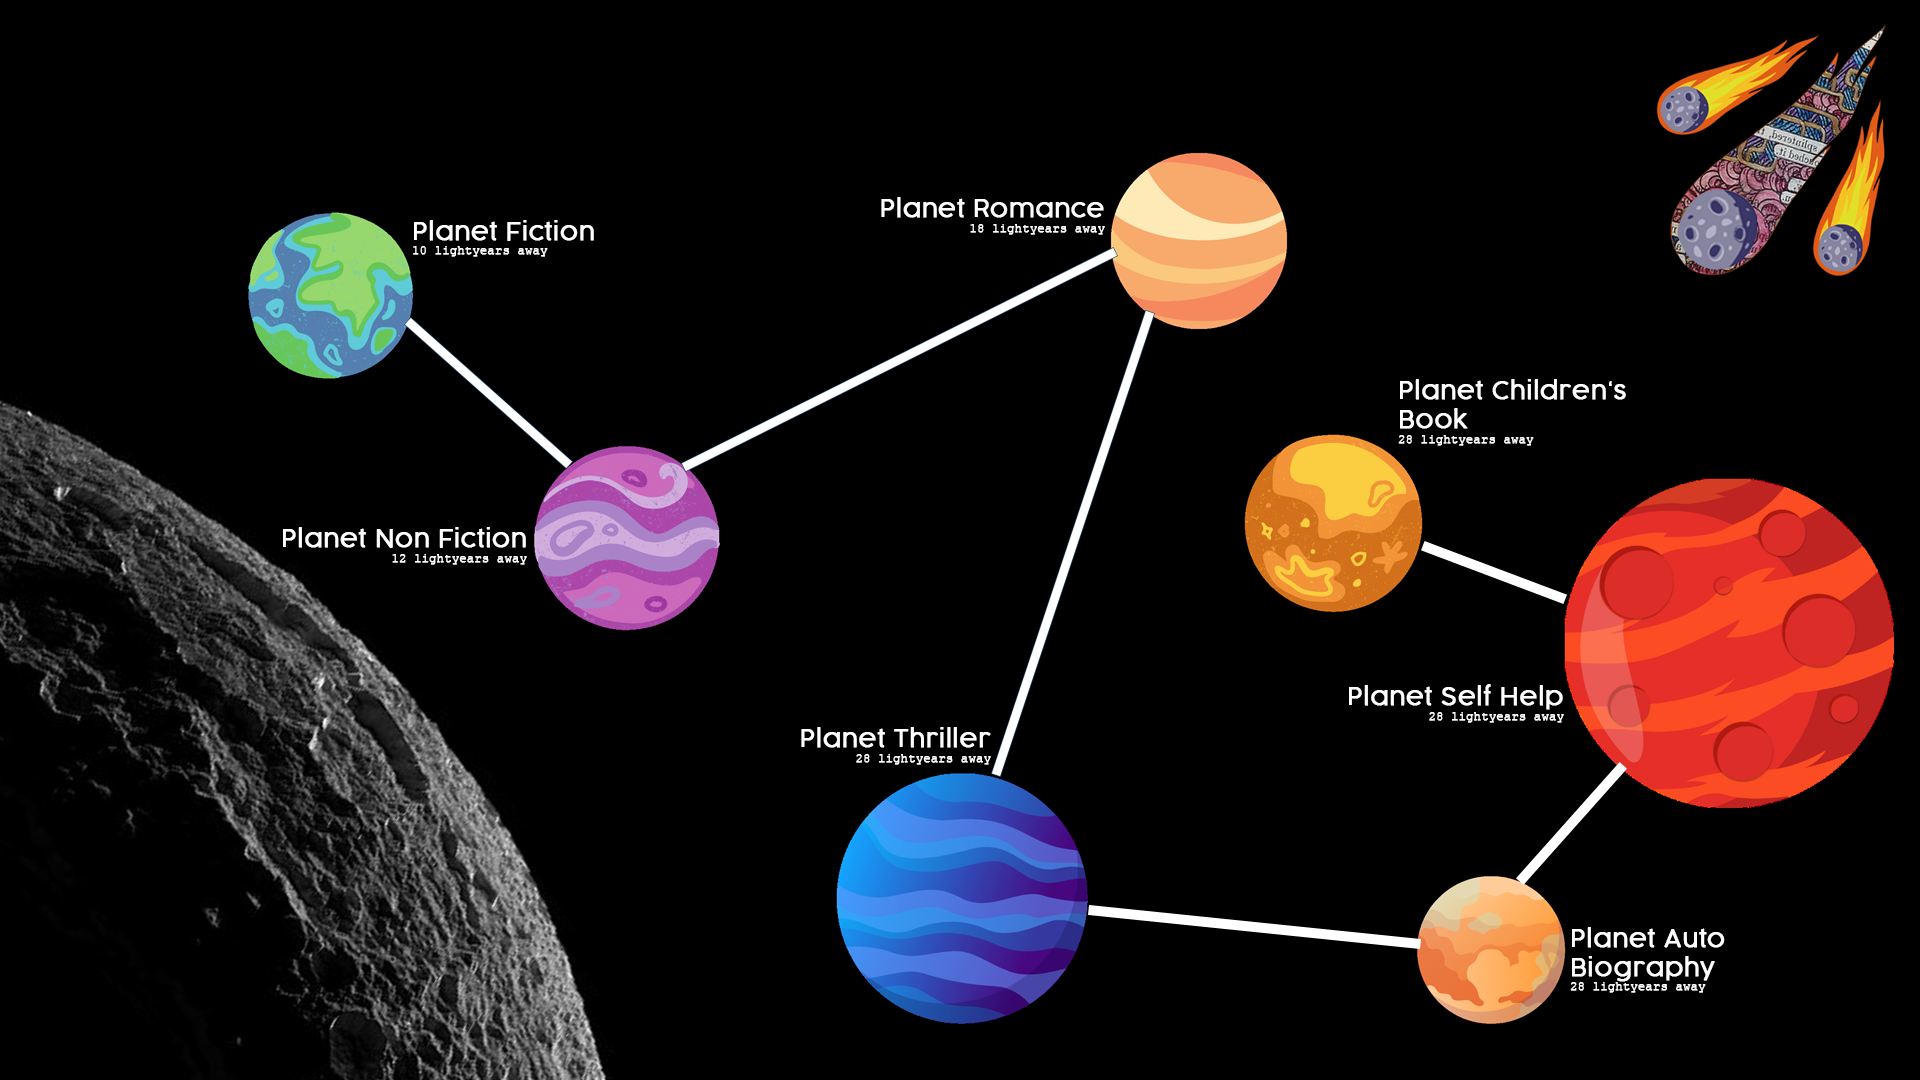 Planet Fiction
10 lightyears away
Planet Romance
18 lightyears away
splintered,
Planet Children's
Book
28 lightyears away
Planet Non Fiction
12 lightyears away
Planet Self Help
28 lightyears away
Planet Thriller
28 lightyears away
Planet Auto
Biography
28 lightyears away